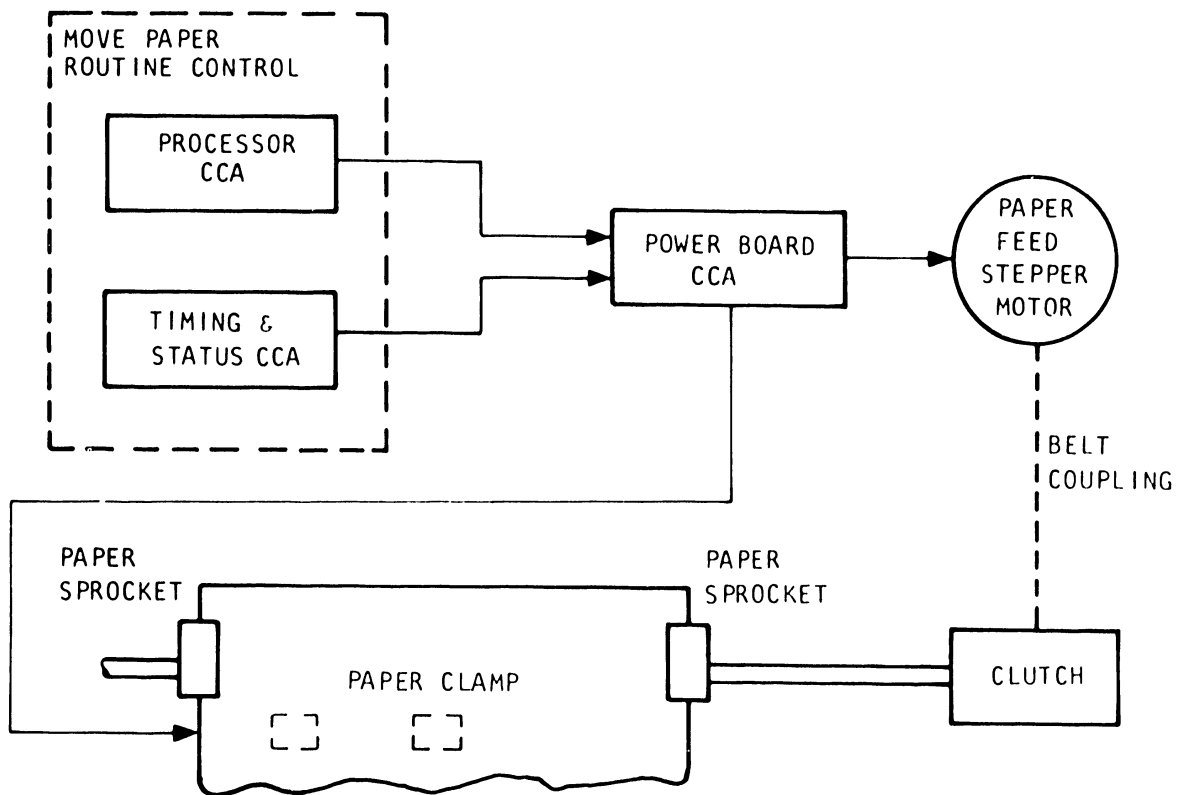 MOVE PAPER
ROUTINE CONTROL
PROCESSOR
CCA
TIMING &
STATUS CCA
POWER BOARD
CCA
PAPER
FEED
STEPPER
MOTOR
BELT
COUPLING
PAPER
SPROCKET
PAPER
SPROCKET
PAPER CLAMP
CLUTCH